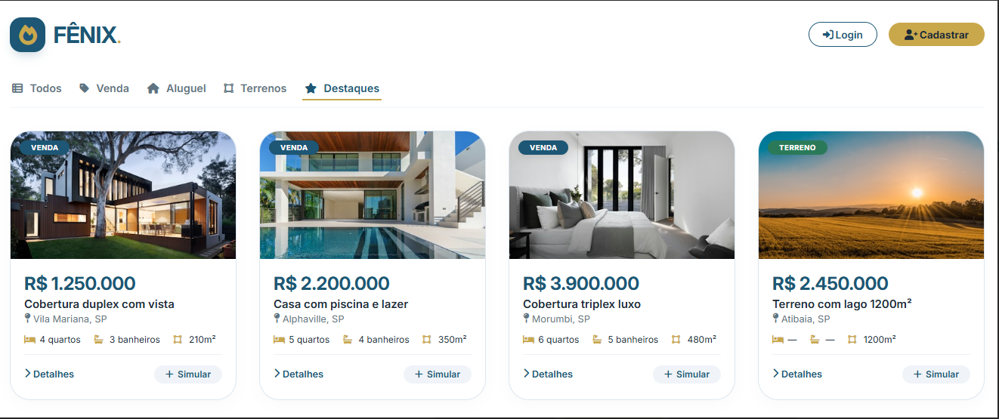 FÊNIX.
Login
Cadastrar
Todos
Venda
Aluguel
Terrenos
Destaques
VENDA
R$ 1.250.000
Cobertura duplex com vista
Vila Mariana, SP
4 quartos 3 banheiros 210m²
Detalhes
+ Simular
VENDA
R$ 2.200.000
Casa com piscina e lazer
Alphaville, SP
5 quartos 4 banheiros 350m²
Detalhes
+ Simular
VENDA
R$ 3.900.000
Cobertura triplex luxo
Morumbi, SP
6 quartos 5 banheiros 480m²
Detalhes
+ Simular
TERRENO
R$ 2.450.000
Terreno com lago 1200m²
Atibaia, SP
— — 1200m²
Detalhes
+ Simular